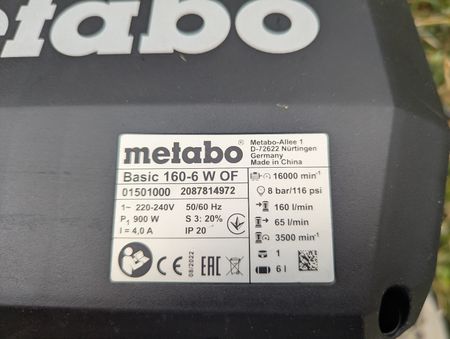 etabo
metabo
Metabo-Allee 1
D-72622 Nürtingen
Germany
Made in China
Basic 160-6 W OF
01501000 2087814972
1~ 220-240V 50/60 Hz
P₁ 900 W S 3: 20%
I = 4,0 A IP 20
16000 min⁻¹
8 bar/116 psi
160 l/min
65 l/min
3500 min⁻¹
1
6 l
CE 08/2022 EAC